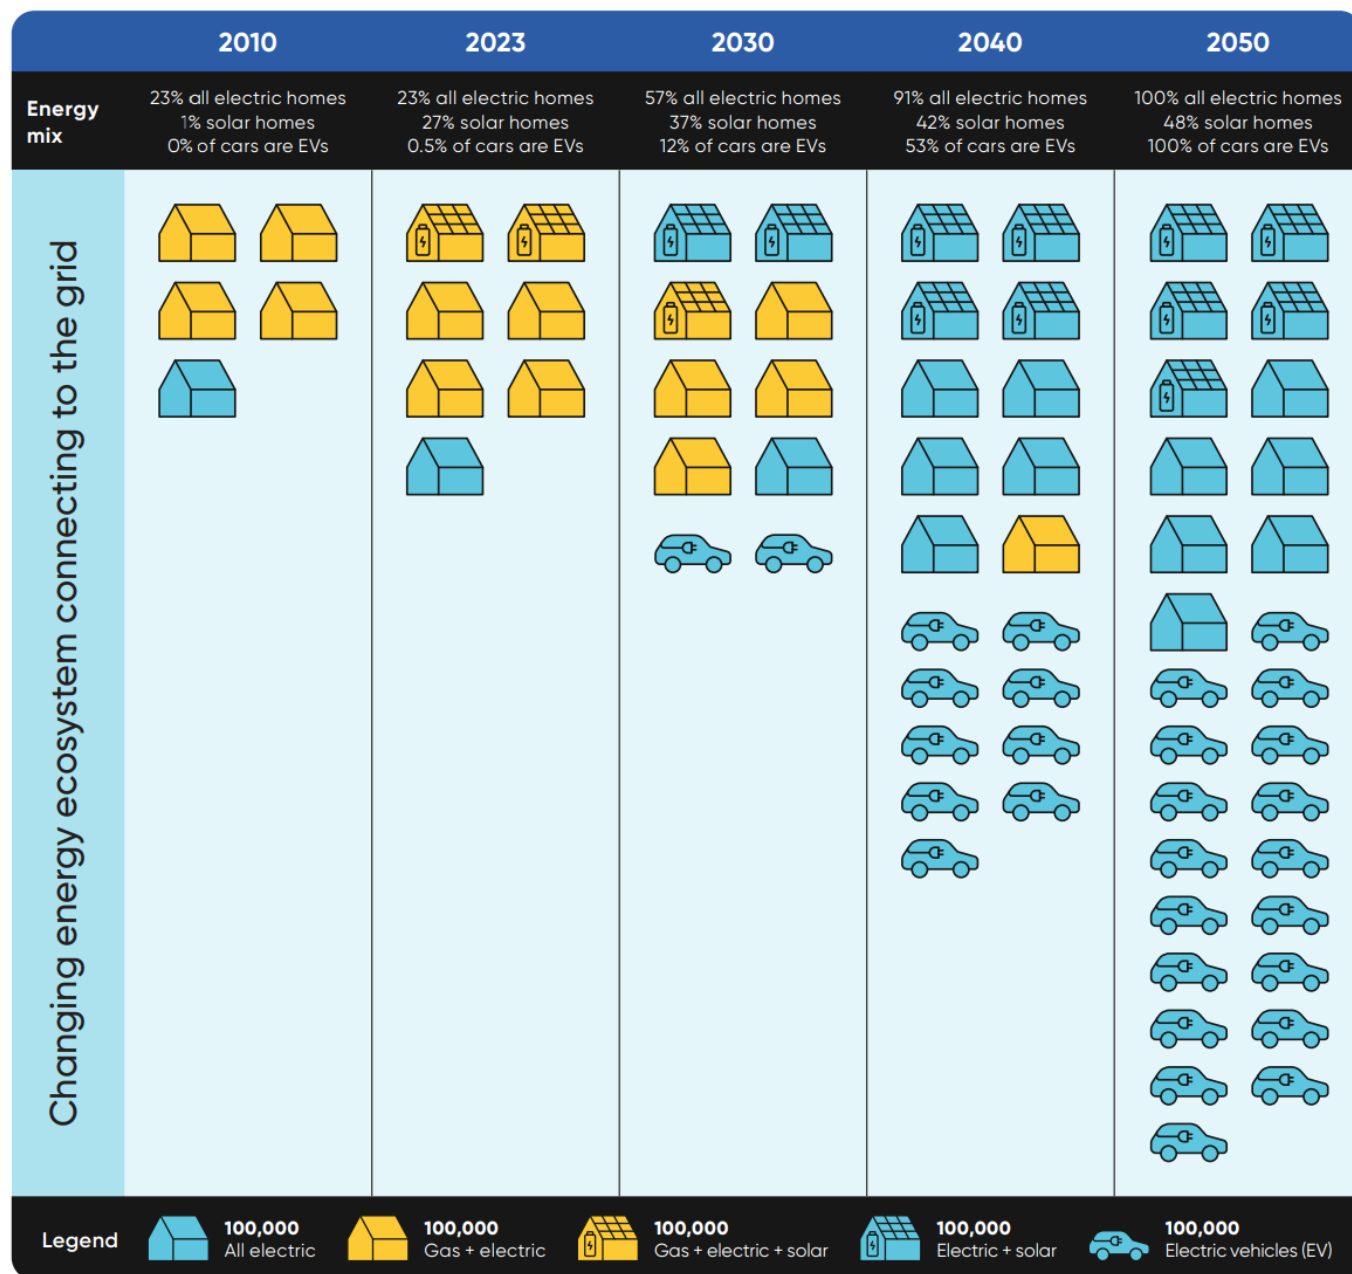 2010
2023
2030
2040
2050
Energy
mix
23% all electric homes
1% solar homes
0% of cars are EVs
23% all electric homes
27% solar homes
0.5% of cars are EVs
57% all electric homes
37% solar homes
12% of cars are EVs
91% all electric homes
42% solar homes
53% of cars are EVs
100% all electric homes
48% solar homes
100% of cars are EVs
Changing energy ecosystem connecting to the grid
Legend
100,000
All electric
100,000
Gas + electric
100,000
Gas + electric + solar
100,000
Electric + solar
100,000
Electric vehicles (EV)